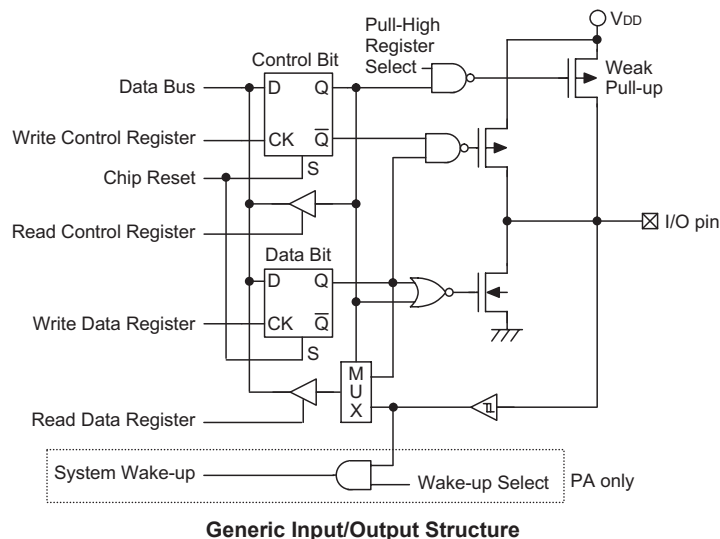 VDD
Pull-High
Register
Select
Control Bit
Weak
Pull-up
Data Bus
D
Q
Write Control Register
CK
Q
Chip Reset
S
I/O pin
Read Control Register
Data Bit
D
Q
Write Data Register
CK
Q
S
M
U
X
Read Data Register
System Wake-up
Wake-up Select
PA only
Generic Input/Output Structure